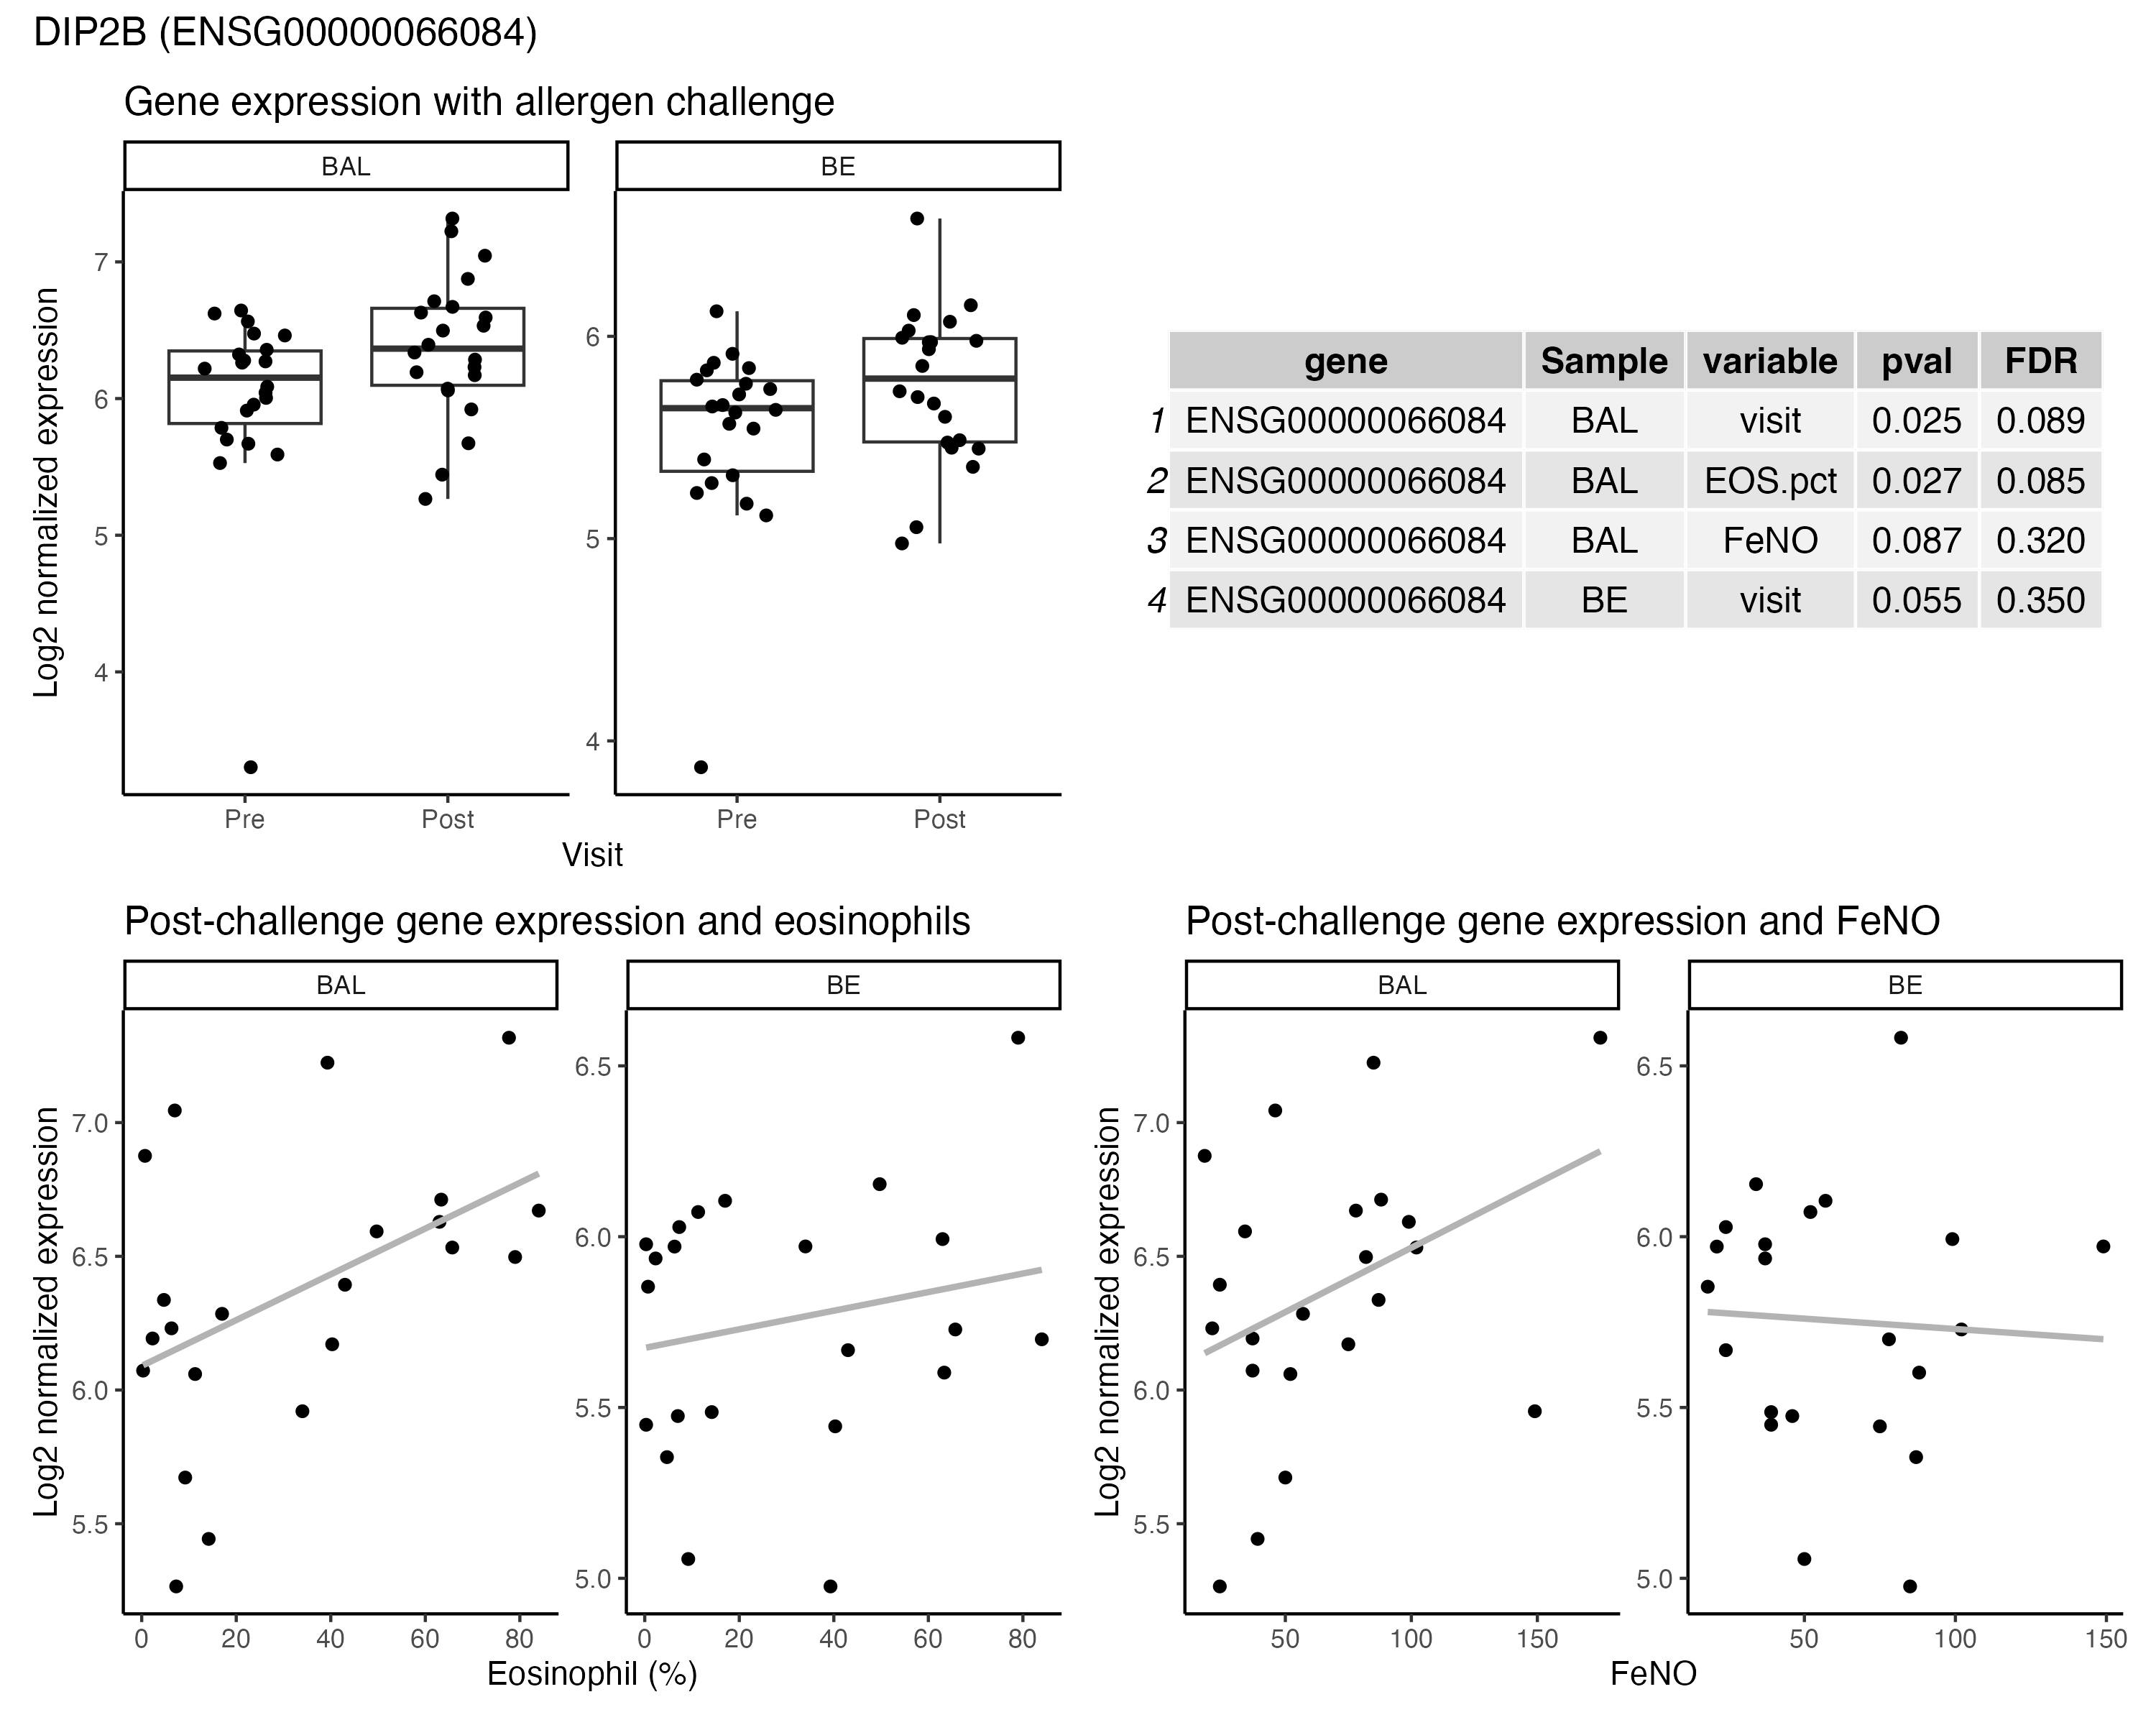 DIP2B (ENSG00000066084)
Gene expression with allergen challenge
BAL BE
Log2 normalized expression
7
6
5
4
6
5
4
Pre Post Pre Post
Visit
gene Sample variable pval FDR
1 ENSG00000066084 BAL visit 0.025 0.089
2 ENSG00000066084 BAL EOS.pct 0.027 0.085
3 ENSG00000066084 BAL FeNO 0.087 0.320
4 ENSG00000066084 BE visit 0.055 0.350
Post-challenge gene expression and eosinophils
BAL BE
Log2 normalized expression
7.0
6.5
6.0
5.5
6.5
6.0
5.5
5.0
0 20 40 60 80 0 20 40 60 80
Eosinophil (%)
Post-challenge gene expression and FeNO
BAL BE
Log2 normalized expression
7.0
6.5
6.0
5.5
6.5
6.0
5.5
5.0
50 100 150 50 100 150
FeNO